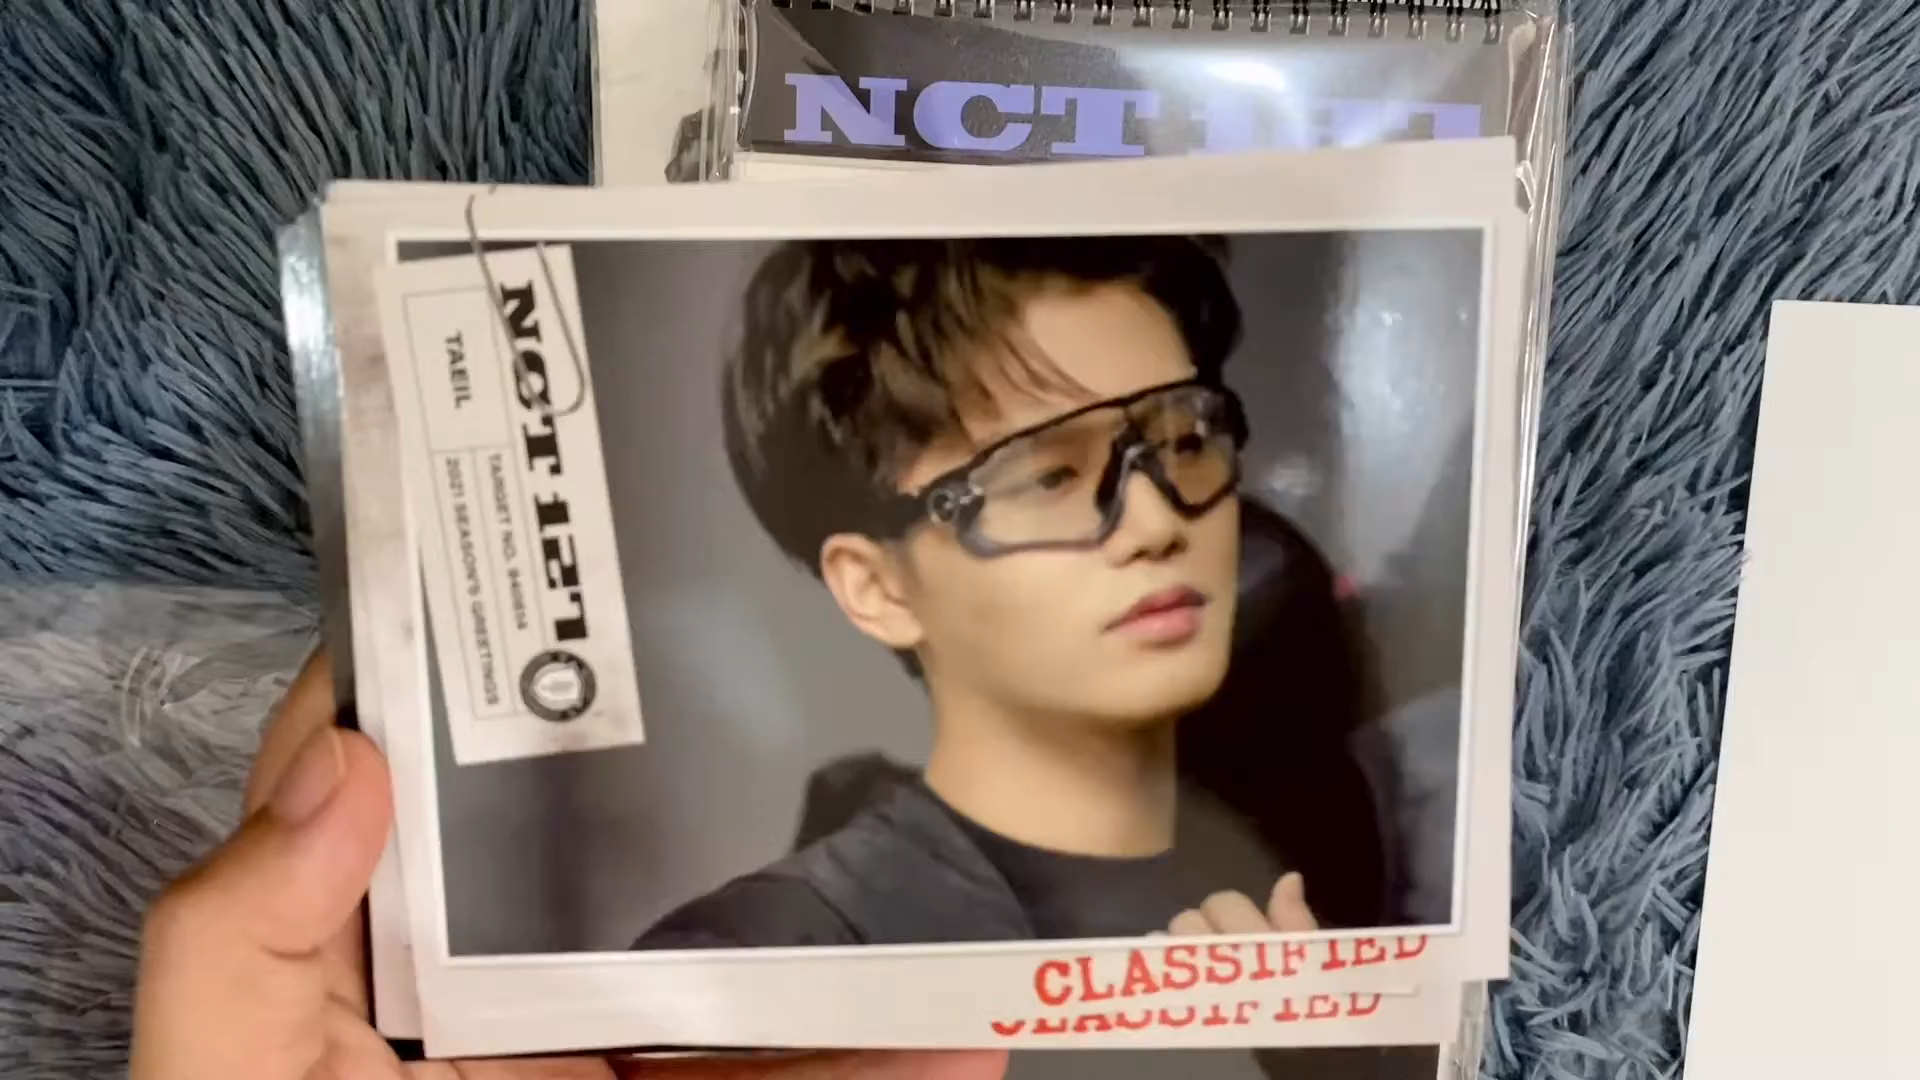 NCT 127
NCT 127
TAEIL
TARGET NO. 940614
2021 SEASON'S GREETINGS
CLASSIFIED
CLASSIFIED